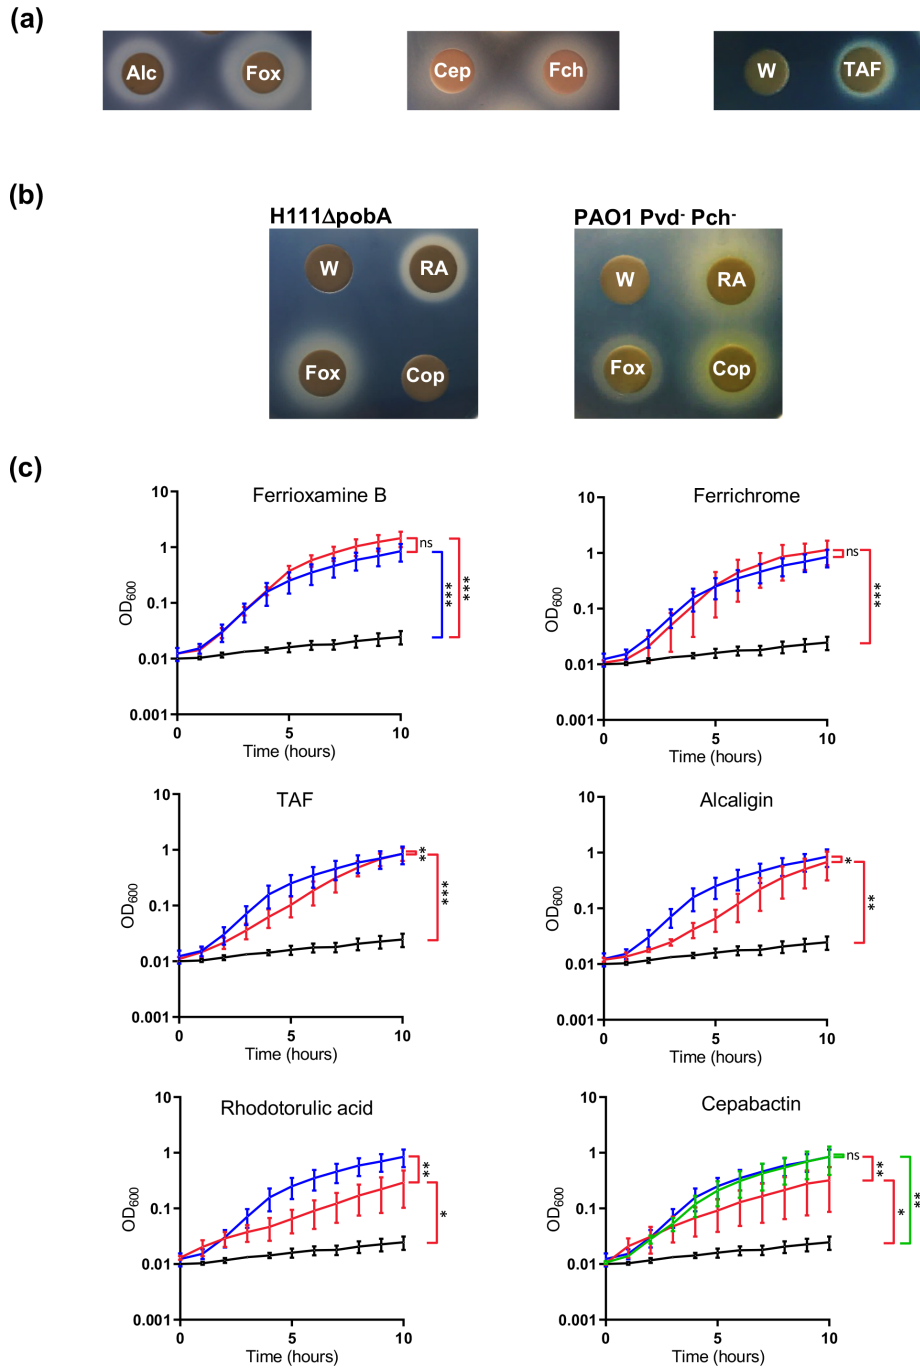 (a)
Alc Fox Cep Fch W TAF
(b)
H111ΔpobA PAO1 Pvd- Pch-
W RA W RA
Fox Cop Fox Cop
(c)
Ferrioxamine B
10
1
0.1
0.01
0.001
OD600
0 5 10
Time (hours)
ns
***
***
Ferrichrome
10
1
0.1
0.01
0.001
OD600
0 5 10
Time (hours)
ns
***
TAF
10
1
0.1
0.01
0.001
OD600
0 5 10
Time (hours)
**
***
Alcaligin
10
1
0.1
0.01
0.001
OD600
0 5 10
Time (hours)
*
**
Rhodotorulic acid
10
1
0.1
0.01
0.001
OD600
0 5 10
Time (hours)
**
*
Cepabactin
10
1
0.1
0.01
0.001
OD600
0 5 10
Time (hours)
ns
**
*
**